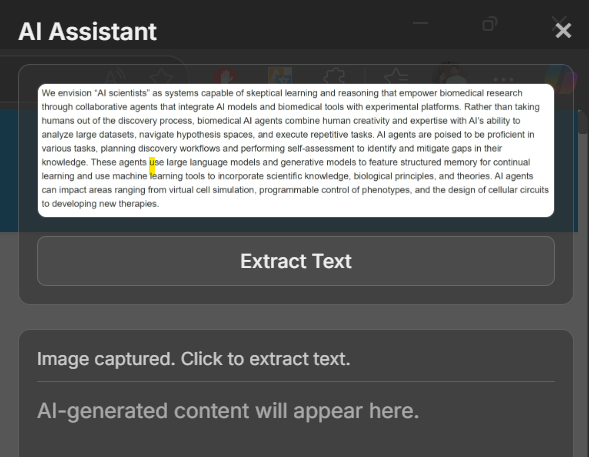 AI Assistant
We envision “AI scientists” as systems capable of skeptical learning and reasoning that empower biomedical research
through collaborative agents that integrate AI models and biomedical tools with experimental platforms. Rather than taking
humans out of the discovery process, biomedical AI agents combine human creativity and expertise with AI's ability to
analyze large datasets, navigate hypothesis spaces, and execute repetitive tasks. AI agents are poised to be proficient in
various tasks, planning discovery workflows and performing self-assessment to identify and mitigate gaps in their
knowledge. These agents use large language models and generative models to feature structured memory for continual
learning and use machine learning tools to incorporate scientific knowledge, biological principles, and theories. AI agents
can impact areas ranging from virtual cell simulation, programmable control of phenotypes, and the design of cellular circuits
to developing new therapies.
Extract Text
Image captured. Click to extract text.
AI-generated content will appear here.